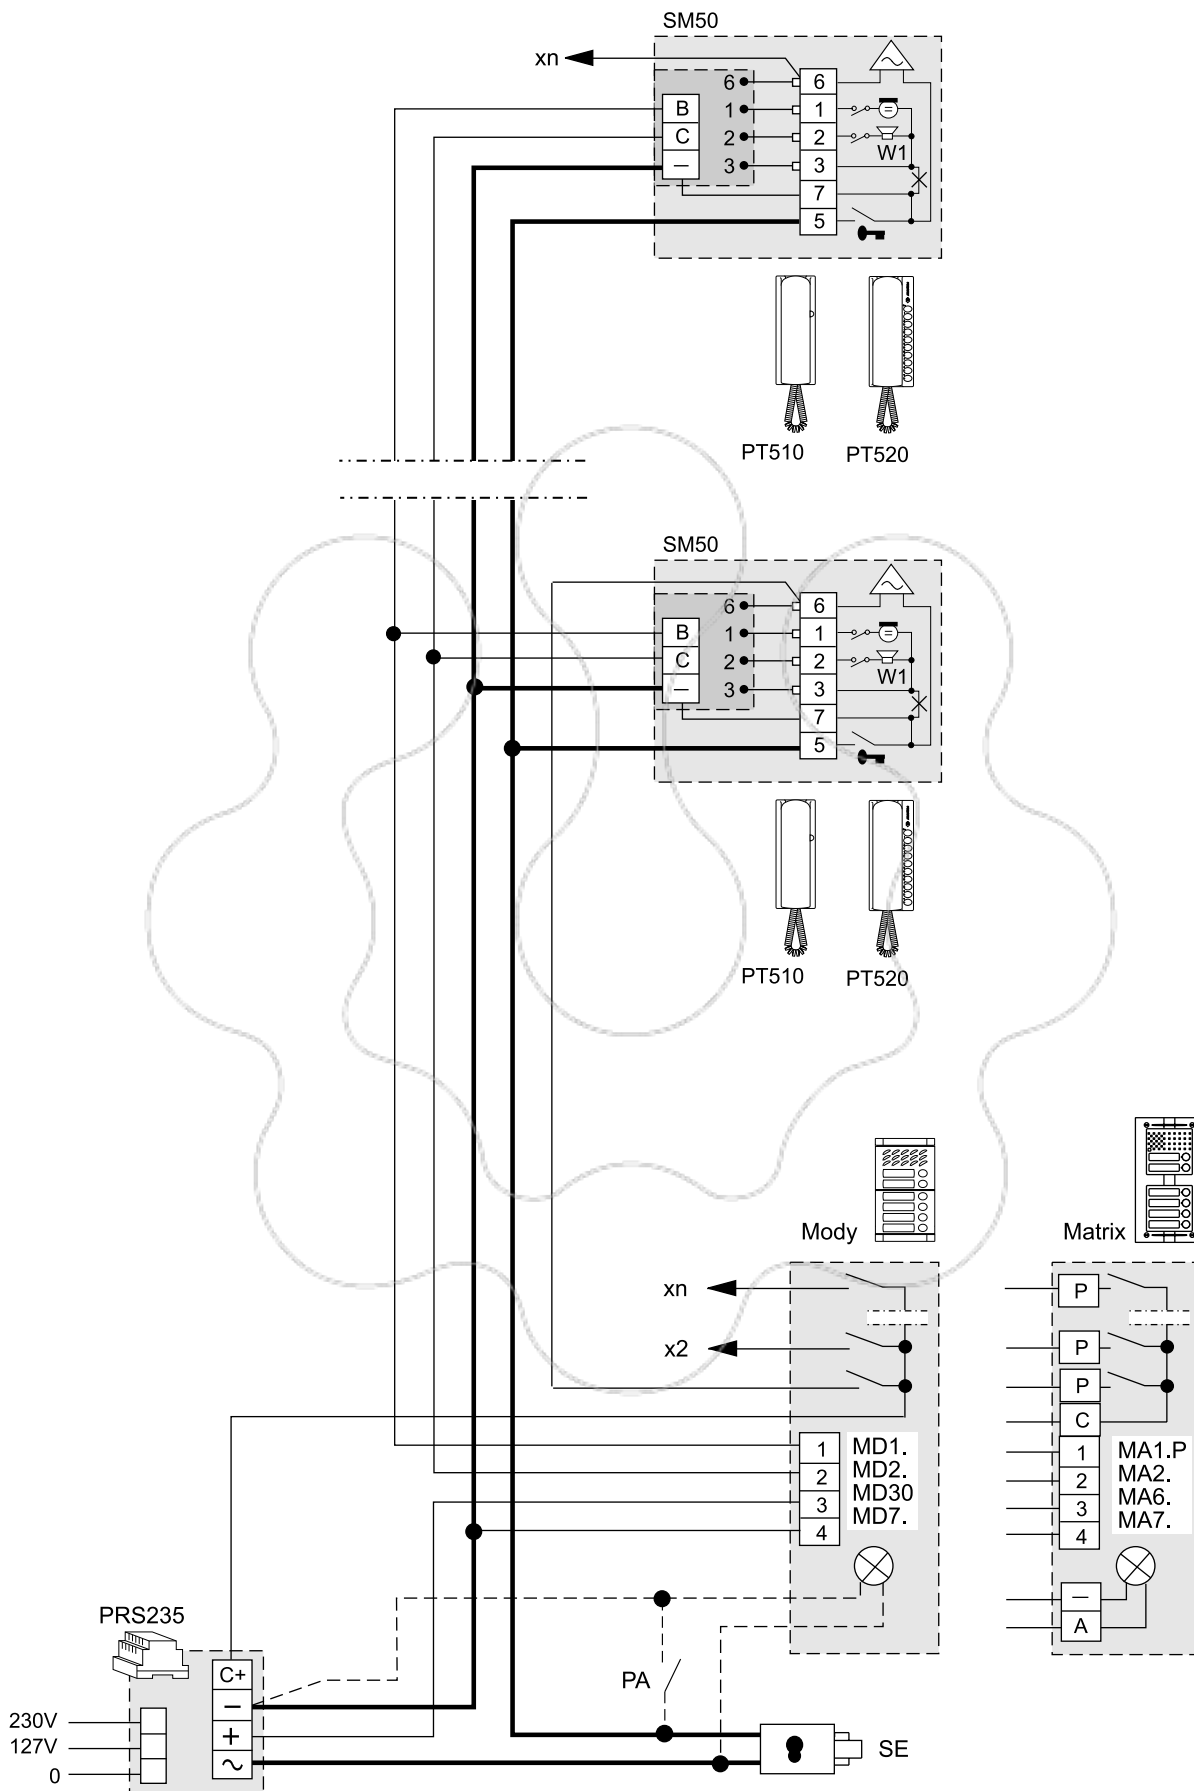 SM50
xn
6 6
B 1 1
C 2 2
W1
— 3 3
7
5
PT510 PT520
SM50
6 6
B 1 1
C 2 2
W1
— 3 3
7
5
PT510 PT520
Mody
Matrix
xn
P
x2
P
P
C
1 MD1.
2 MD2.
3 MD30
4 MD7.
1 MA1.P
2 MA2.
3 MA6.
4 MA7.
—
A
PRS235
C+
−
+
~
230V
127V
0
PA
SE